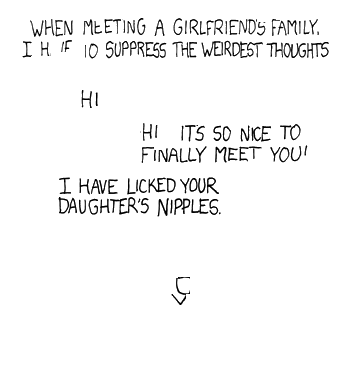 WHEN MEETING A GIRLFRIEND'S FAMILY,
I SUPPRESS THE WEIRDEST THOUGHTS
HI
HI IT'S SO NICE TO
FINALLY MEET YOU!
I HAVE LICKED YOUR
DAUGHTER'S NIPPLES.